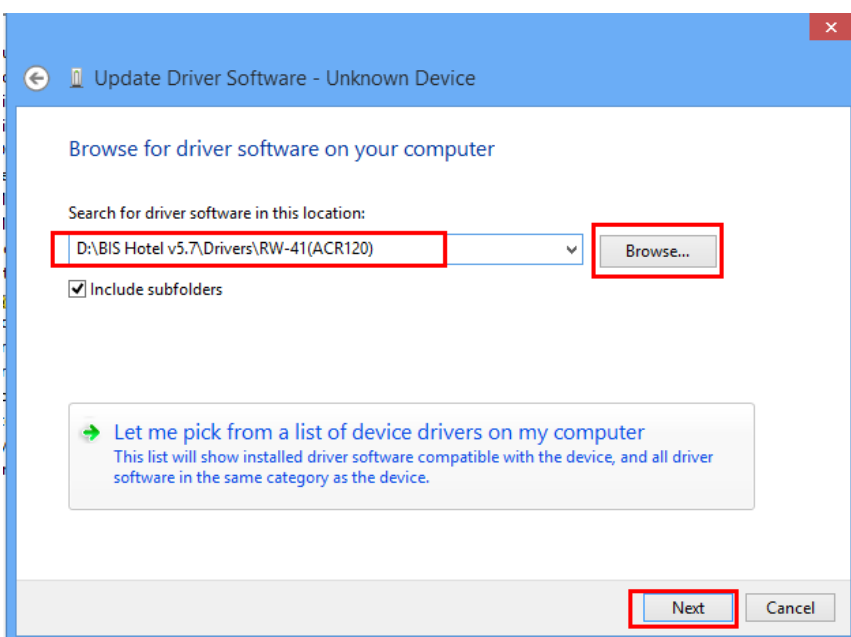 Update Driver Software - Unknown Device
Browse for driver software on your computer
Search for driver software in this location:
D:\BIS Hotel v5.7\Drivers\RW-41(ACR120)
Browse...
Include subfolders
Let me pick from a list of device drivers on my computer
This list will show installed driver software compatible with the device, and all driver
software in the same category as the device.
Next
Cancel